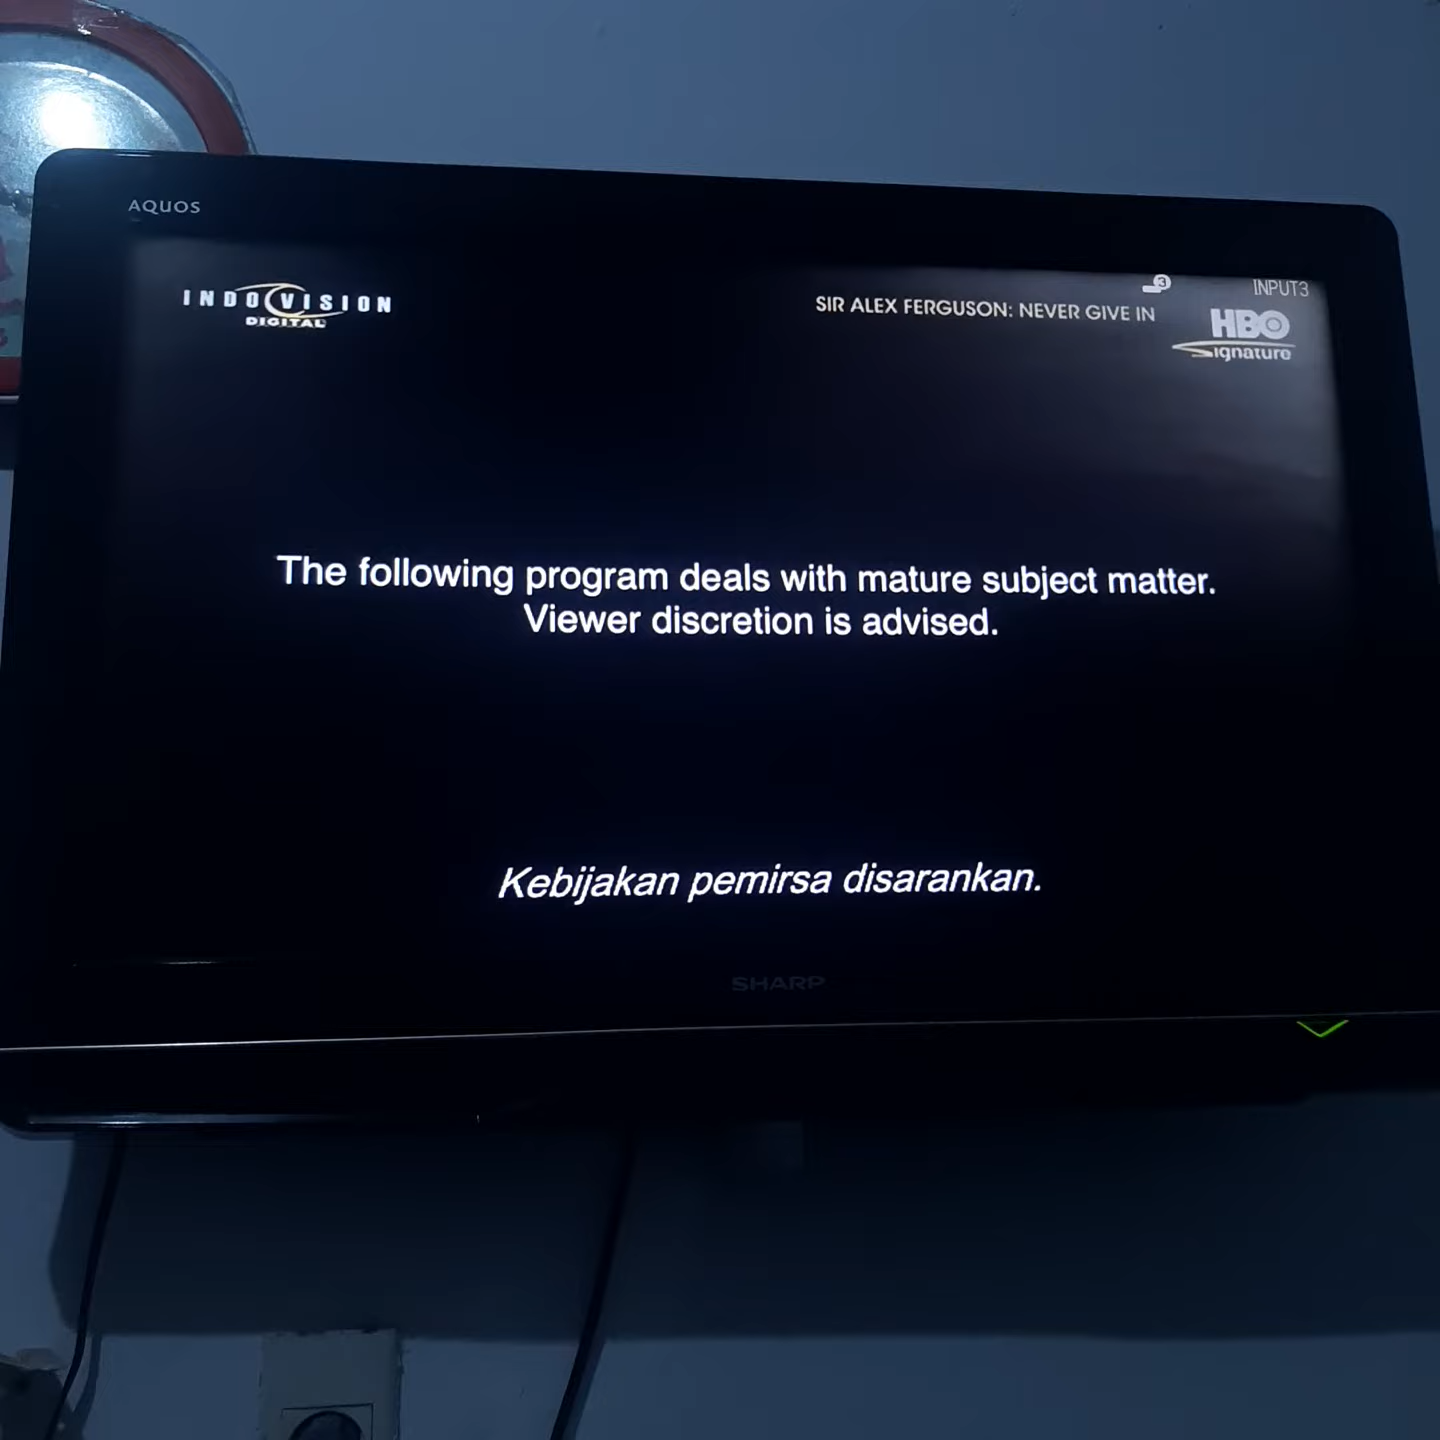 AQUOS
INDOVISION
DIGITAL
3
INPUT3
SIR ALEX FERGUSON: NEVER GIVE IN
HBO
Signature
The following program deals with mature subject matter.
Viewer discretion is advised.
Kebijakan pemirsa disarankan.
SHARP